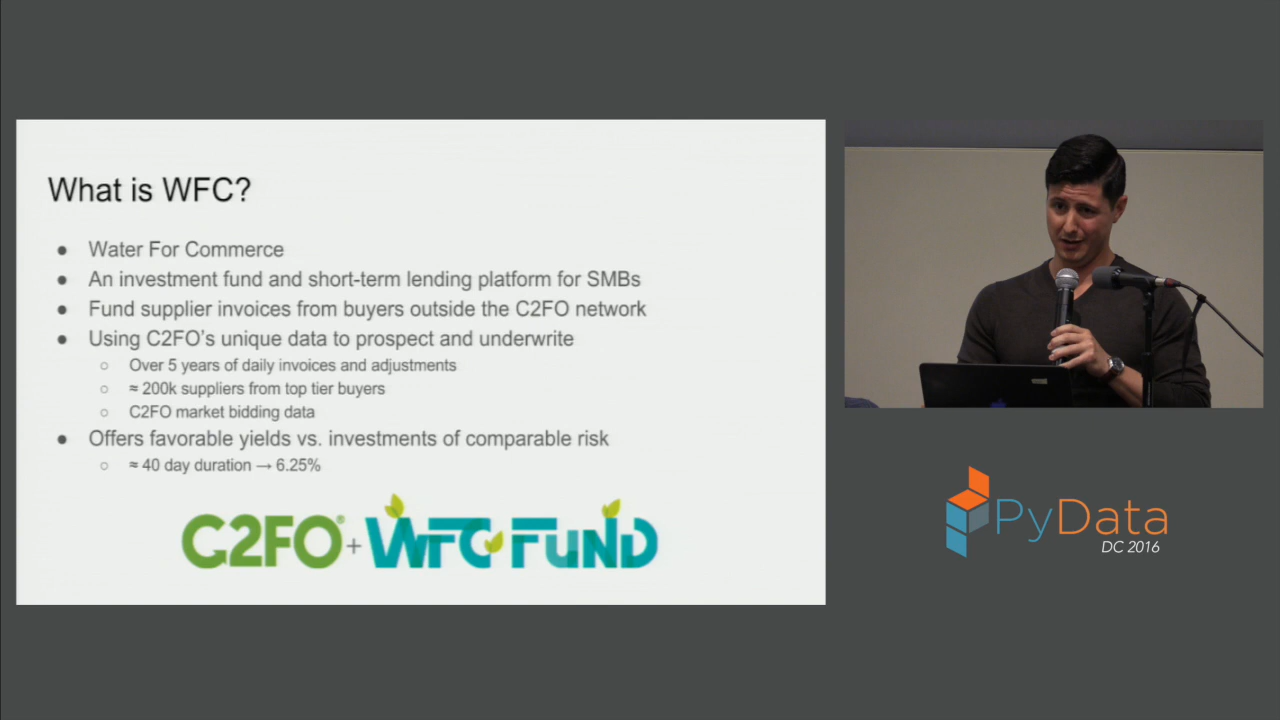 What is WFC?
● Water For Commerce
● An investment fund and short-term lending platform for SMBs
● Fund supplier invoices from buyers outside the C2FO network
● Using C2FO's unique data to prospect and underwrite
○ Over 5 years of daily invoices and adjustments
○ ≈ 200k suppliers from top tier buyers
○ C2FO market bidding data
● Offers favorable yields vs. investments of comparable risk
○ ≈ 40 day duration → 6.25%
C2FO® + WFC FUND
PyData
DC 2016